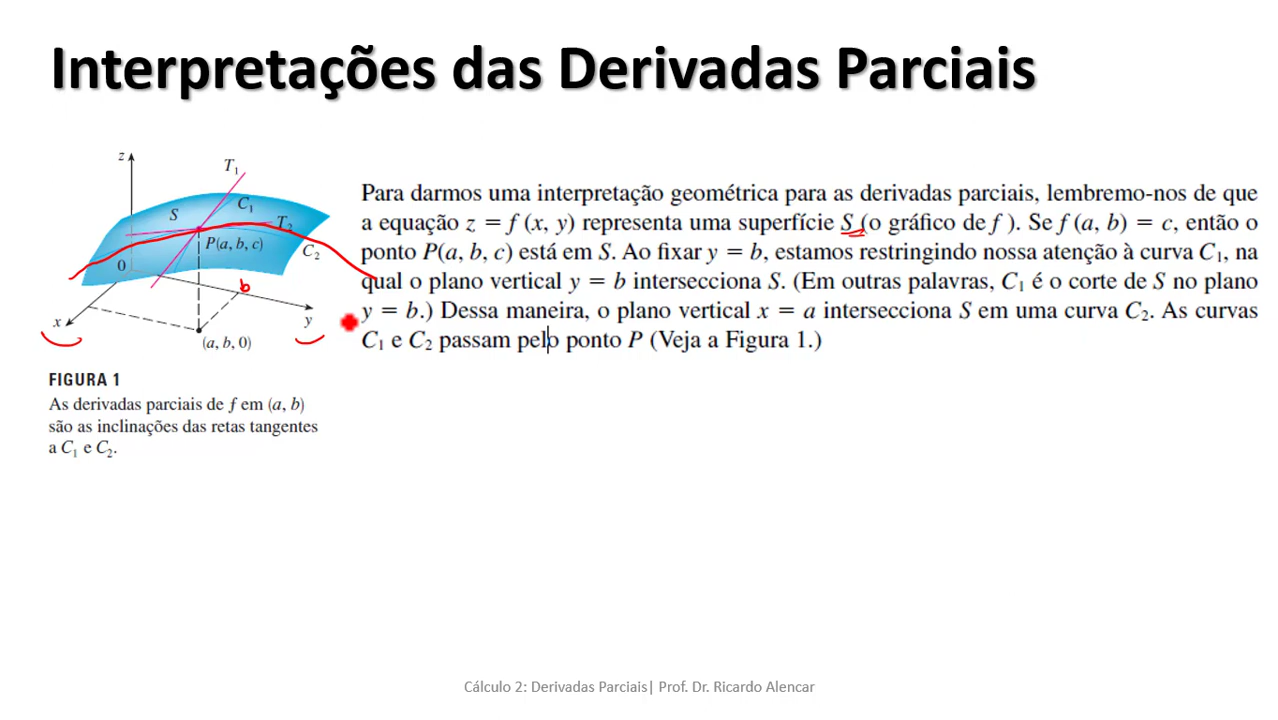 Interpretações das Derivadas Parciais
z
T₁
C₁
S
T₂
P(a, b, c)
C₂
0
b
x
y
(a, b, 0)
FIGURA 1
As derivadas parciais de f em (a, b)
são as inclinações das retas tangentes
a C₁ e C₂.
Para darmos uma interpretação geométrica para as derivadas parciais, lembremo-nos de que
a equação z = f (x, y) representa uma superfície S (o gráfico de f ). Se f (a, b) = c, então o
ponto P(a, b, c) está em S. Ao fixar y = b, estamos restringindo nossa atenção à curva C₁, na
qual o plano vertical y = b intersecciona S. (Em outras palavras, C₁ é o corte de S no plano
y = b.) Dessa maneira, o plano vertical x = a intersecciona S em uma curva C₂. As curvas
C₁ e C₂ passam pelo ponto P (Veja a Figura 1.)
Cálculo 2: Derivadas Parciais| Prof. Dr. Ricardo Alencar